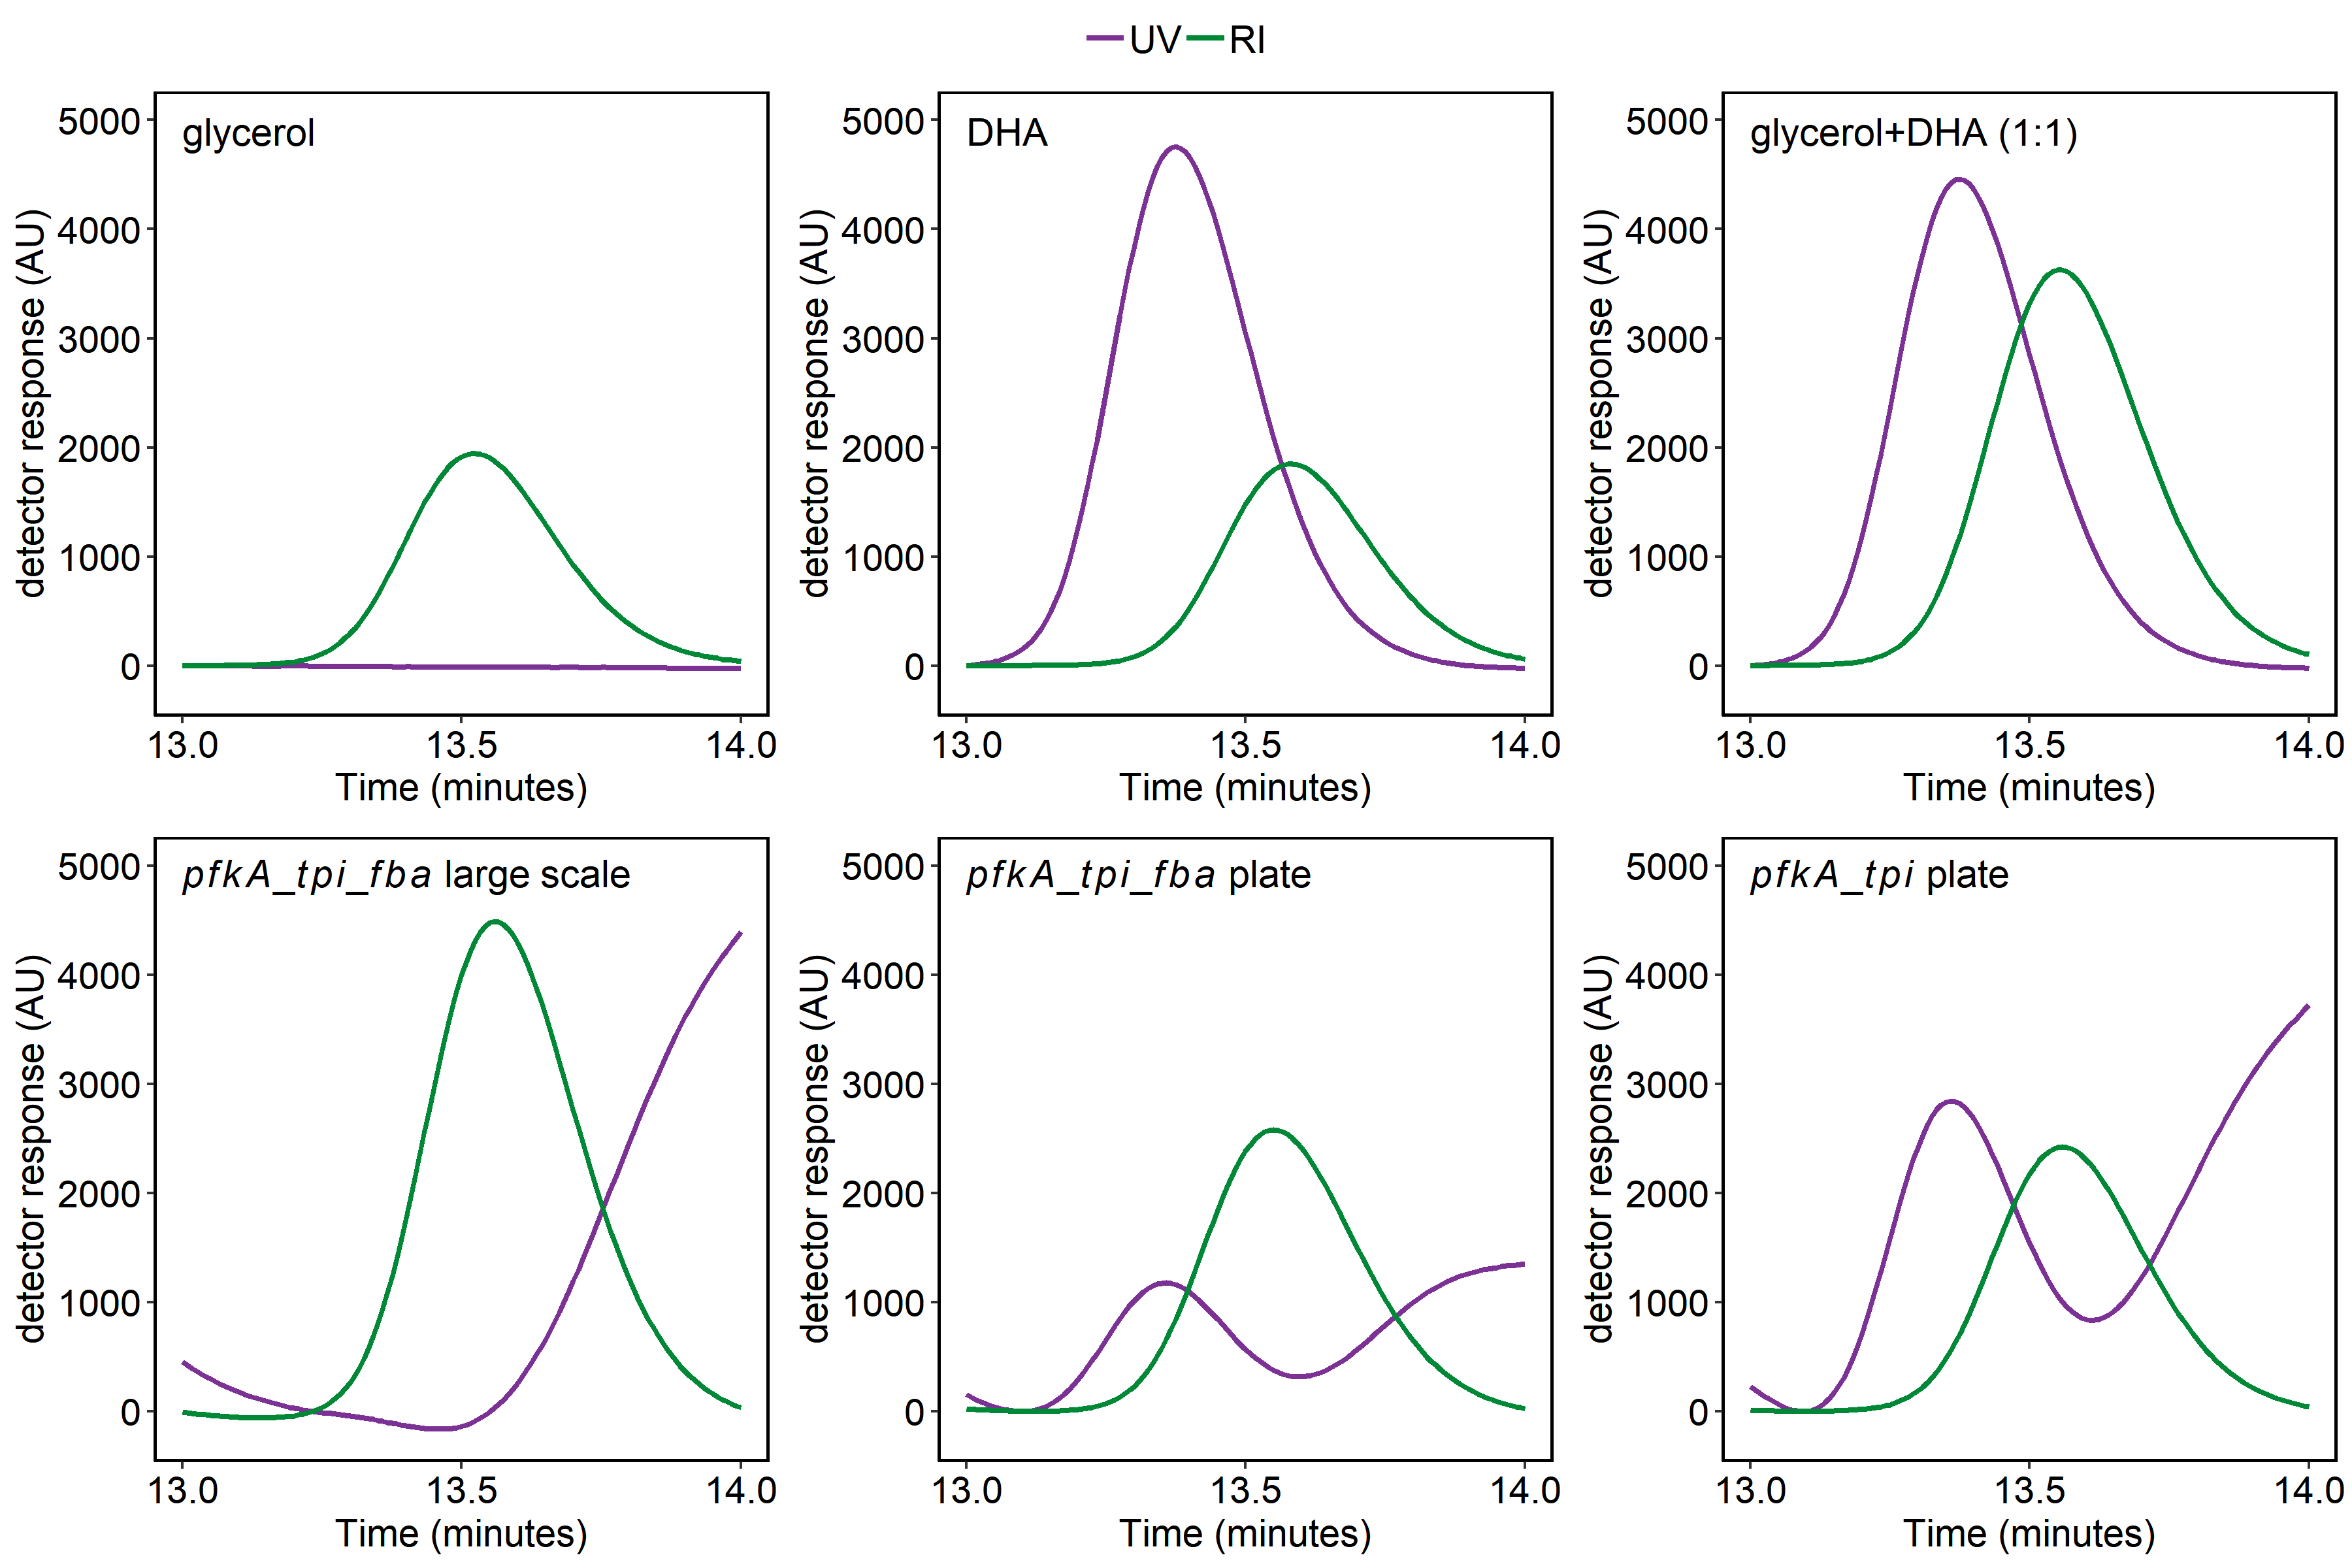 UV RI
glycerol
5000
4000
3000
2000
1000
0
detector response (AU)
13.0 13.5 14.0
Time (minutes)
DHA
5000
4000
3000
2000
1000
0
detector response (AU)
13.0 13.5 14.0
Time (minutes)
glycerol+DHA (1:1)
5000
4000
3000
2000
1000
0
detector response (AU)
13.0 13.5 14.0
Time (minutes)
pfkA_tpi_fba large scale
5000
4000
3000
2000
1000
0
detector response (AU)
13.0 13.5 14.0
Time (minutes)
pfkA_tpi_fba plate
5000
4000
3000
2000
1000
0
detector response (AU)
13.0 13.5 14.0
Time (minutes)
pfkA_tpi plate
5000
4000
3000
2000
1000
0
detector response (AU)
13.0 13.5 14.0
Time (minutes)